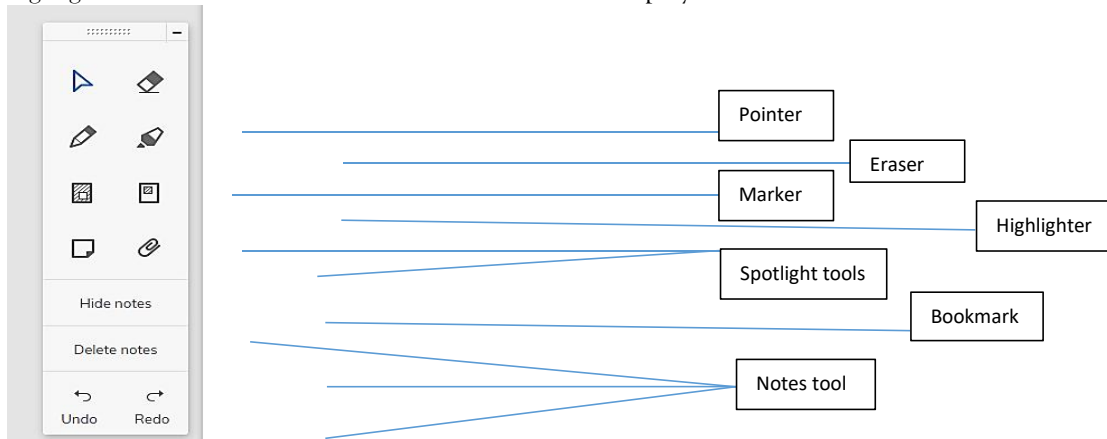 Pointer
Eraser
Marker
Highlighter
Spotlight tools
Hide notes
Bookmark
Delete notes
Notes tool
Undo Redo